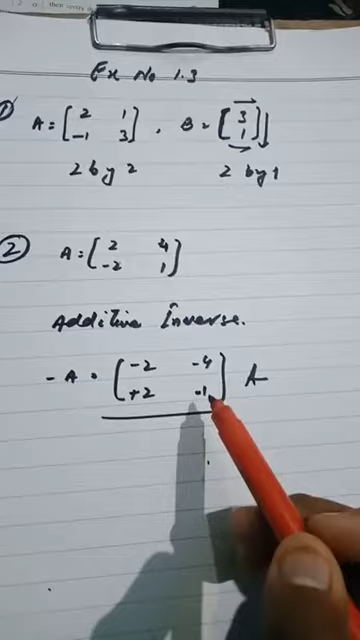 Ex No 1.3
① A = [ 2 1 ; -1 3 ] , B = [ 3 ; 1 ]
2 by 2 2 by 1
② A = [ 2 4 ; -2 1 ]
Additive Inverse.
- A = [ -2 -4 ; +2 -1 ] A